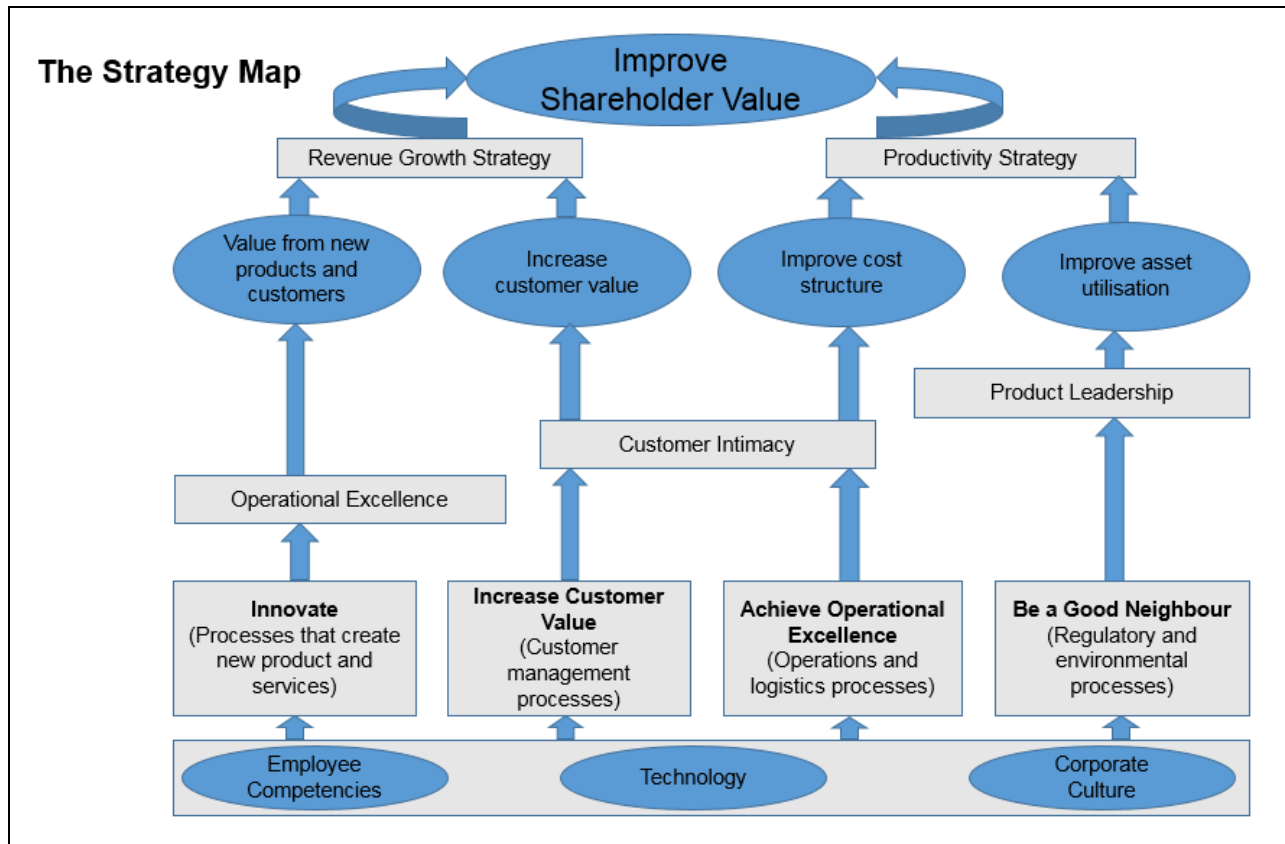 The Strategy Map
Improve
Shareholder Value
Revenue Growth Strategy
Productivity Strategy
Value from new
products and
customers
Increase
customer value
Improve cost
structure
Improve asset
utilisation
Product Leadership
Customer Intimacy
Operational Excellence
Innovate
(Processes that create
new product and
services)
Increase Customer
Value
(Customer
management
processes)
Achieve Operational
Excellence
(Operations and
logistics processes)
Be a Good Neighbour
(Regulatory and
environmental
processes)
Employee
Competencies
Technology
Corporate
Culture